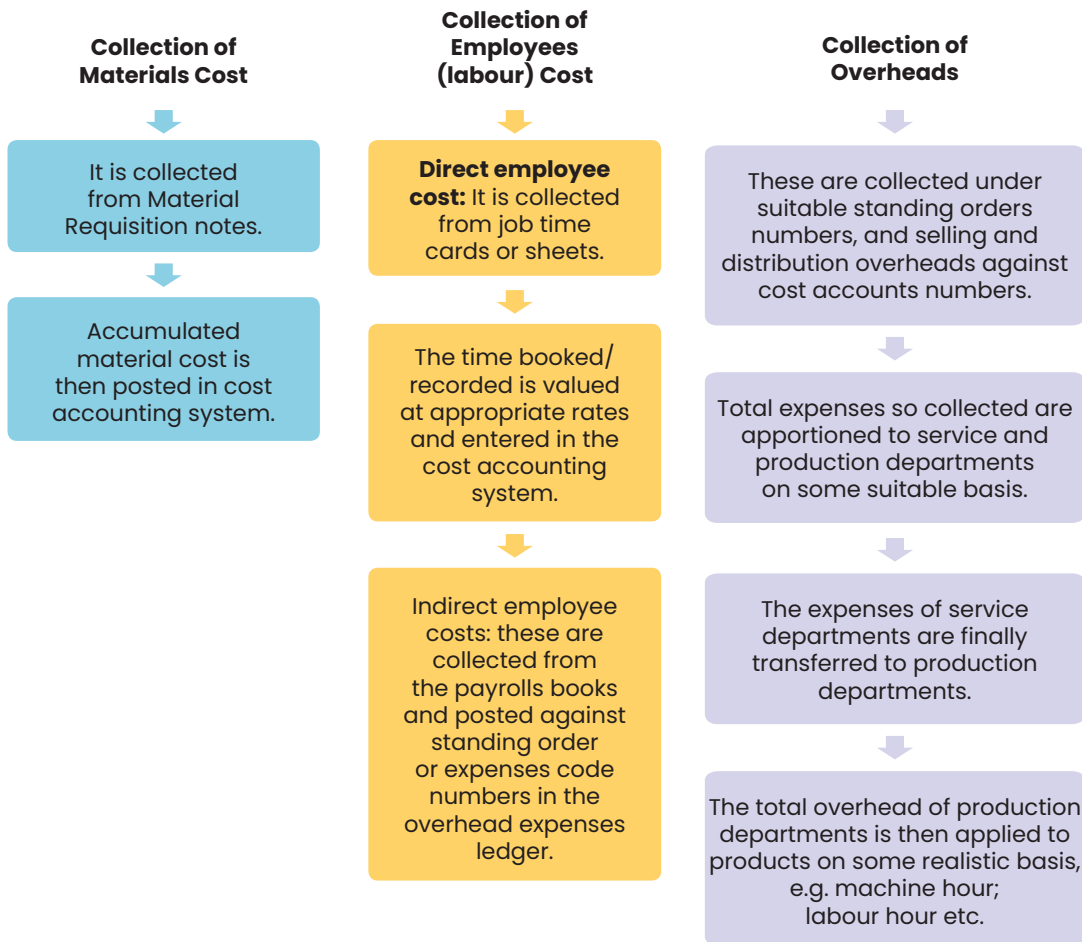 Collection of
Materials Cost
It is collected
from Material
Requisition notes.
Accumulated
material cost is
then posted in cost
accounting system.
Collection of
Employees
(labour) Cost
Direct employee
cost: It is collected
from job time
cards or sheets.
The time booked/
recorded is valued
at appropriate rates
and entered in the
cost accounting
system.
Indirect employee
costs: these are
collected from
the payrolls books
and posted against
standing order
or expenses code
numbers in the
overhead expenses
ledger.
Collection of
Overheads
These are collected under
suitable standing orders
numbers, and selling and
distribution overheads against
cost accounts numbers.
Total expenses so collected are
apportioned to service and
production departments
on some suitable basis.
The expenses of service
departments are finally
transferred to production
departments.
The total overhead of production
departments is then applied to
products on some realistic basis,
e.g. machine hour;
labour hour etc.